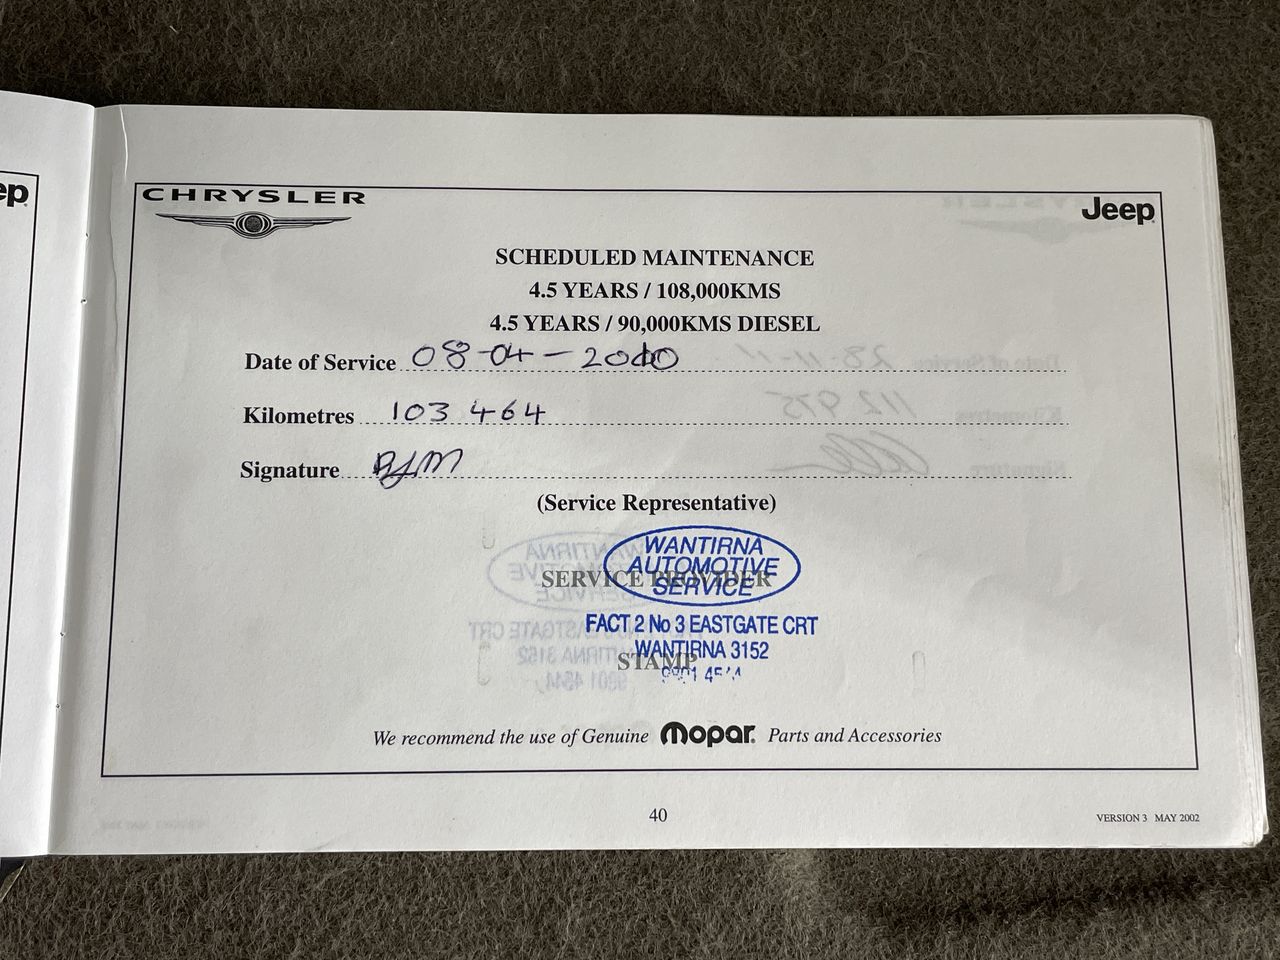 ep
CHRYSLER
Jeep
SCHEDULED MAINTENANCE
4.5 YEARS / 108,000KMS
4.5 YEARS / 90,000KMS DIESEL
Date of Service 08-04-2010
Kilometres 103 464
Signature
(Service Representative)
WANTIRNA
AUTOMOTIVE
SERVICE
SERVICE PROVIDER
FACT 2 No 3 EASTGATE CRT
WANTIRNA 3152
STAMP
We recommend the use of Genuine Mopar Parts and Accessories
40
VERSION 3 MAY 2002